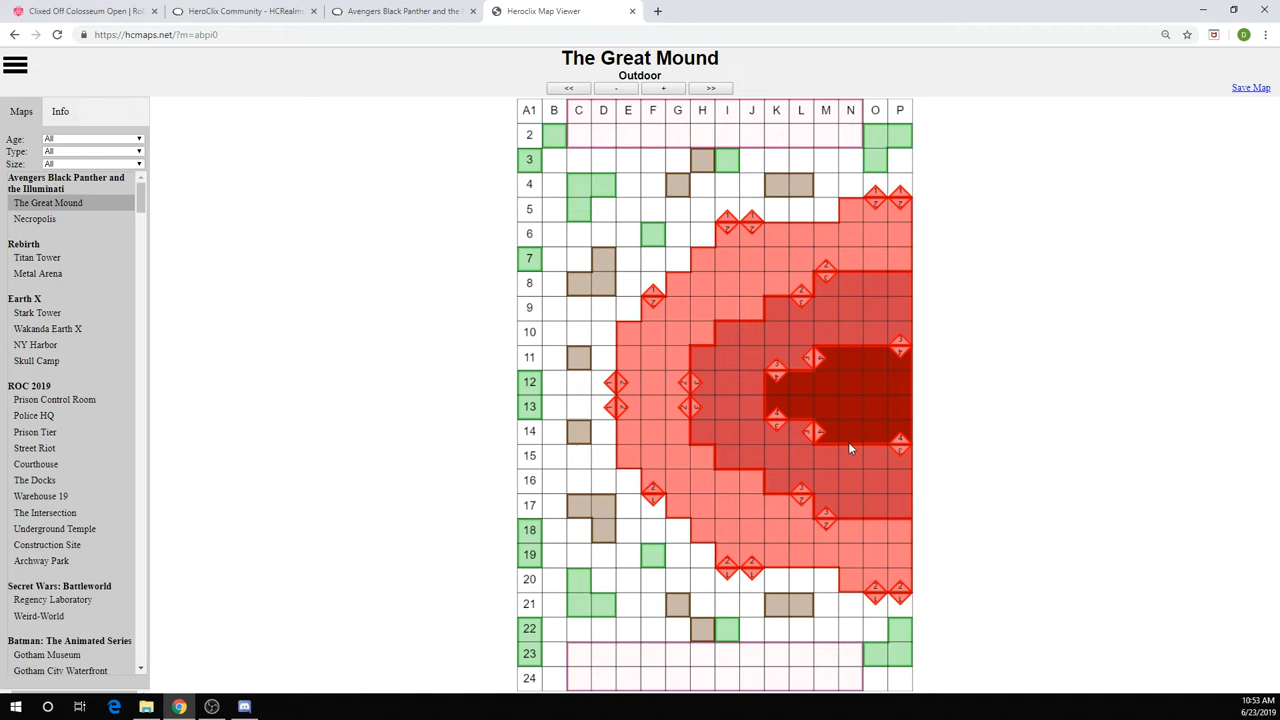 Clixed Off Colosseum Open | Rol
HeroClix Community - HCRealms
Avengers Black Panther and the I
Heroclix Map Viewer
https://hcmaps.net/?m=abpi0
D
The Great Mound
Outdoor
<<
-
+
>>
Save Map
Maps
Info
Age: All
Type: All
Size: All
Avengers Black Panther and
the Illuminati
The Great Mound
Necropolis
Rebirth
Titan Tower
Metal Arena
Earth X
Stark Tower
Wakanda Earth X
NY Harbor
Skull Camp
ROC 2019
Prison Control Room
Police HQ
Prison Tier
Street Riot
Courthouse
The Docks
Warehouse 19
The Intersection
Underground Temple
Construction Site
Archway Park
Secret Wars: Battleworld
Regency Laboratory
Weird-World
Batman: The Animated Series
Gotham Museum
Gotham City Waterfront
A1 B C D E F G H I J K L M N O P
2
3
4
5
6
7
8
9
10
11
12
13
14
15
16
17
18
19
20
21
22
23
24
10:53 AM
6/23/2019